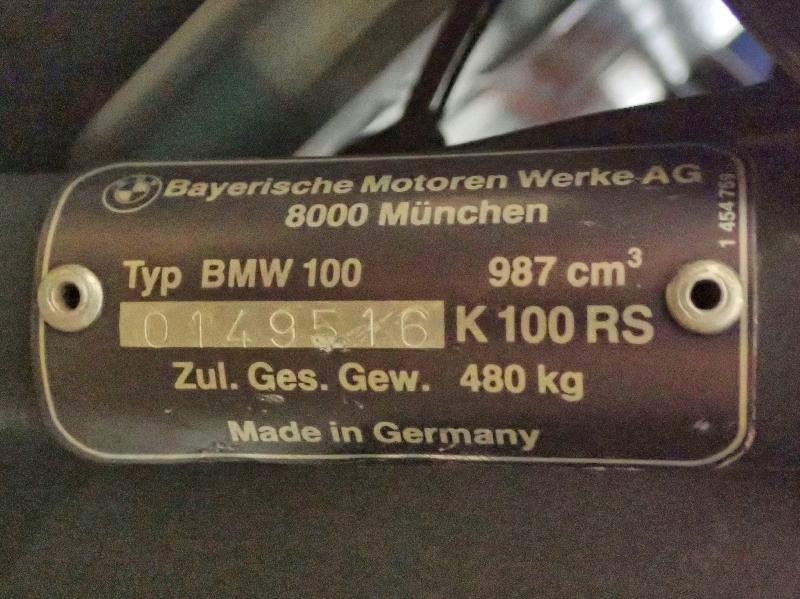 Bayerische Motoren Werke AG
8000 München
1 454 759
Typ BMW 100 987 cm³
0149516 K 100 RS
Zul. Ges. Gew. 480 kg
Made in Germany